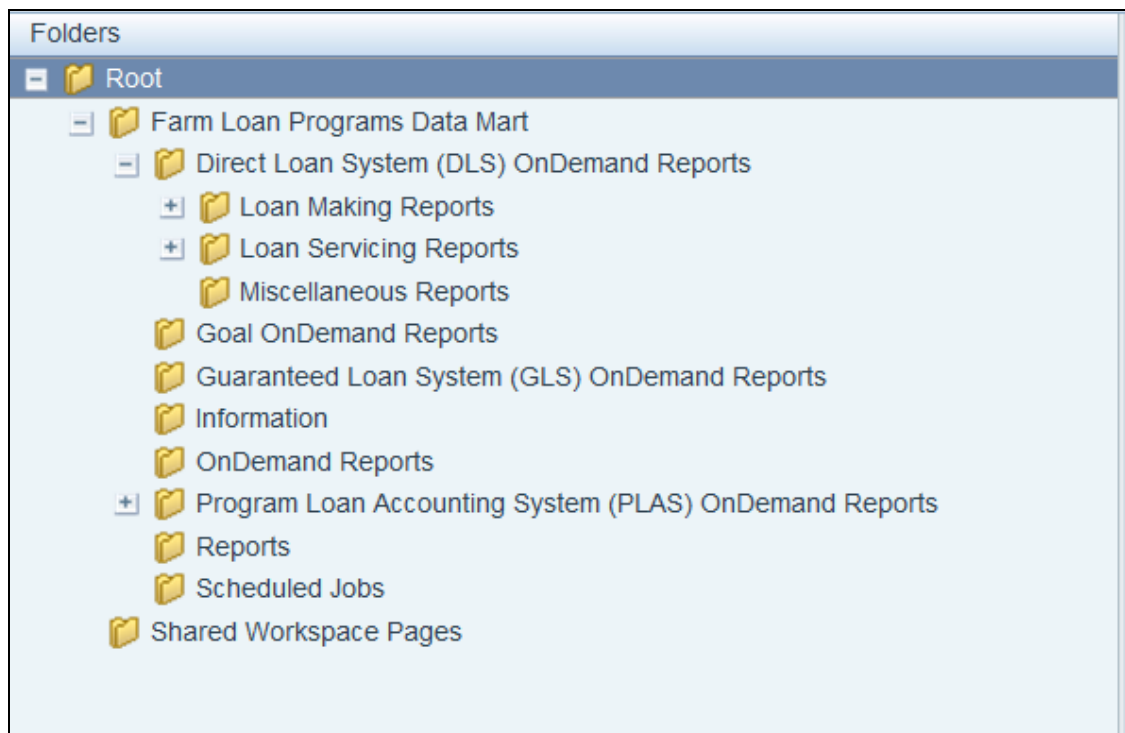 Folders
Root
Farm Loan Programs Data Mart
Direct Loan System (DLS) OnDemand Reports
Loan Making Reports
Loan Servicing Reports
Miscellaneous Reports
Goal OnDemand Reports
Guaranteed Loan System (GLS) OnDemand Reports
Information
OnDemand Reports
Program Loan Accounting System (PLAS) OnDemand Reports
Reports
Scheduled Jobs
Shared Workspace Pages